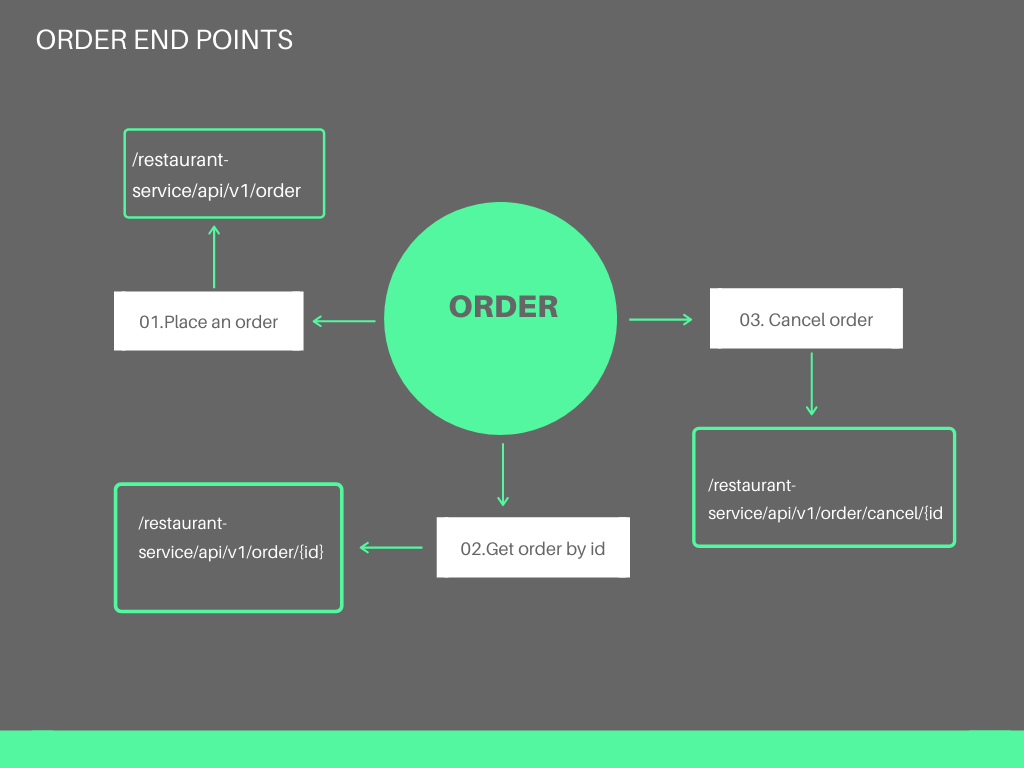 ORDER END POINTS
/restaurant-
service/api/v1/order
ORDER
01.Place an order
03. Cancel order
/restaurant-
service/api/v1/order/cancel/{id
/restaurant-
service/api/v1/order/{id}
02.Get order by id